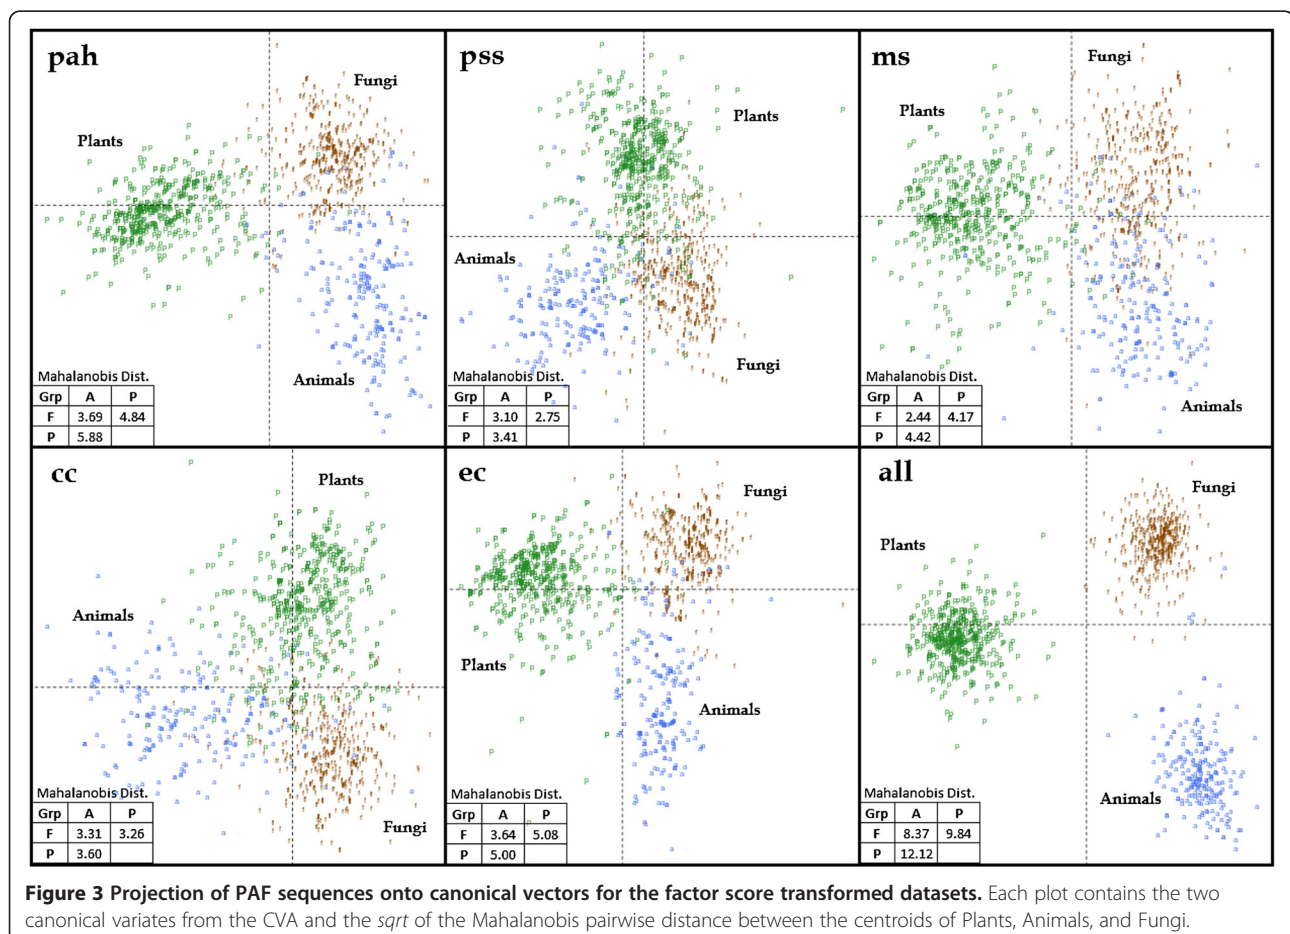 pah
Fungi
Plants
Animals
Mahalanobis Dist.
Grp A P
F 3.69 4.84
P 5.88
pss
Plants
Animals
Fungi
Mahalanobis Dist.
Grp A P
F 3.10 2.75
P 3.41
ms
Fungi
Plants
Animals
Mahalanobis Dist.
Grp A P
F 2.44 4.17
P 4.42
cc
Plants
Animals
Fungi
Mahalanobis Dist.
Grp A P
F 3.31 3.26
P 3.60
ec
Fungi
Plants
Animals
Mahalanobis Dist.
Grp A P
F 3.64 5.08
P 5.00
all
Fungi
Plants
Animals
Mahalanobis Dist.
Grp A P
F 8.37 9.84
P 12.12
Figure 3 Projection of PAF sequences onto canonical vectors for the factor score transformed datasets. Each plot contains the two
canonical variates from the CVA and the sqrt of the Mahalanobis pairwise distance between the centroids of Plants, Animals, and Fungi.